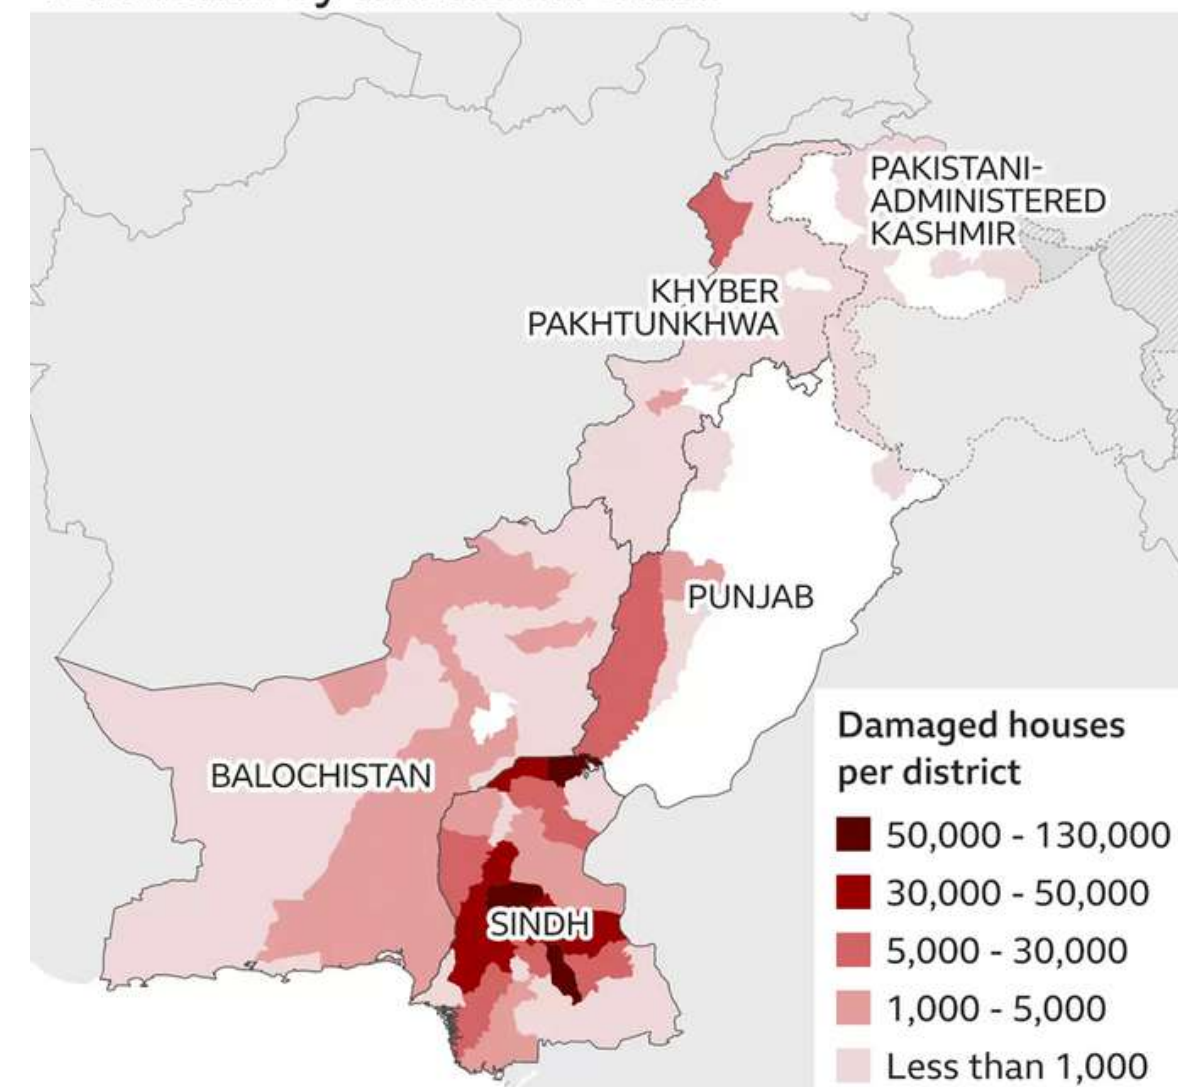 PAKISTANI-
ADMINISTERED
KASHMIR
KHYBER
PAKHTUNKHWA
PUNJAB
BALOCHISTAN
SINDH
Damaged houses
per district
50,000 - 130,000
30,000 - 50,000
5,000 - 30,000
1,000 - 5,000
Less than 1,000